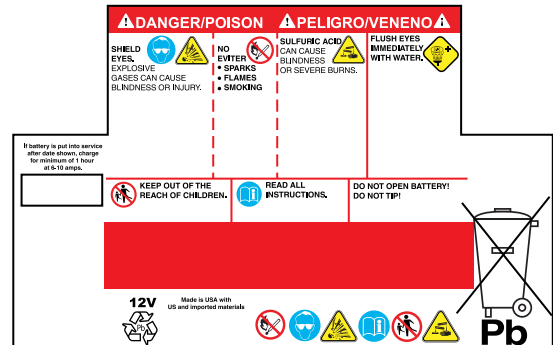 DANGER/POISON PELIGRO/VENENO
SHIELD
EYES.
EXPLOSIVE
GASES CAN CAUSE
BLINDNESS OR INJURY.
NO
EVITER
• SPARKS
• FLAMES
• SMOKING
SULFURIC ACID
CAN CAUSE
BLINDNESS
OR SEVERE BURNS.
FLUSH EYES
IMMEDIATELY
WITH WATER.
If battery is put into service
after date shown, charge
for minimum of 1 hour
at 6-10 amps.
KEEP OUT OF THE
REACH OF CHILDREN.
READ ALL
INSTRUCTIONS.
DO NOT OPEN BATTERY!
DO NOT TIP!
12V
Pb
Made is USA with
US and imported materials
Pb